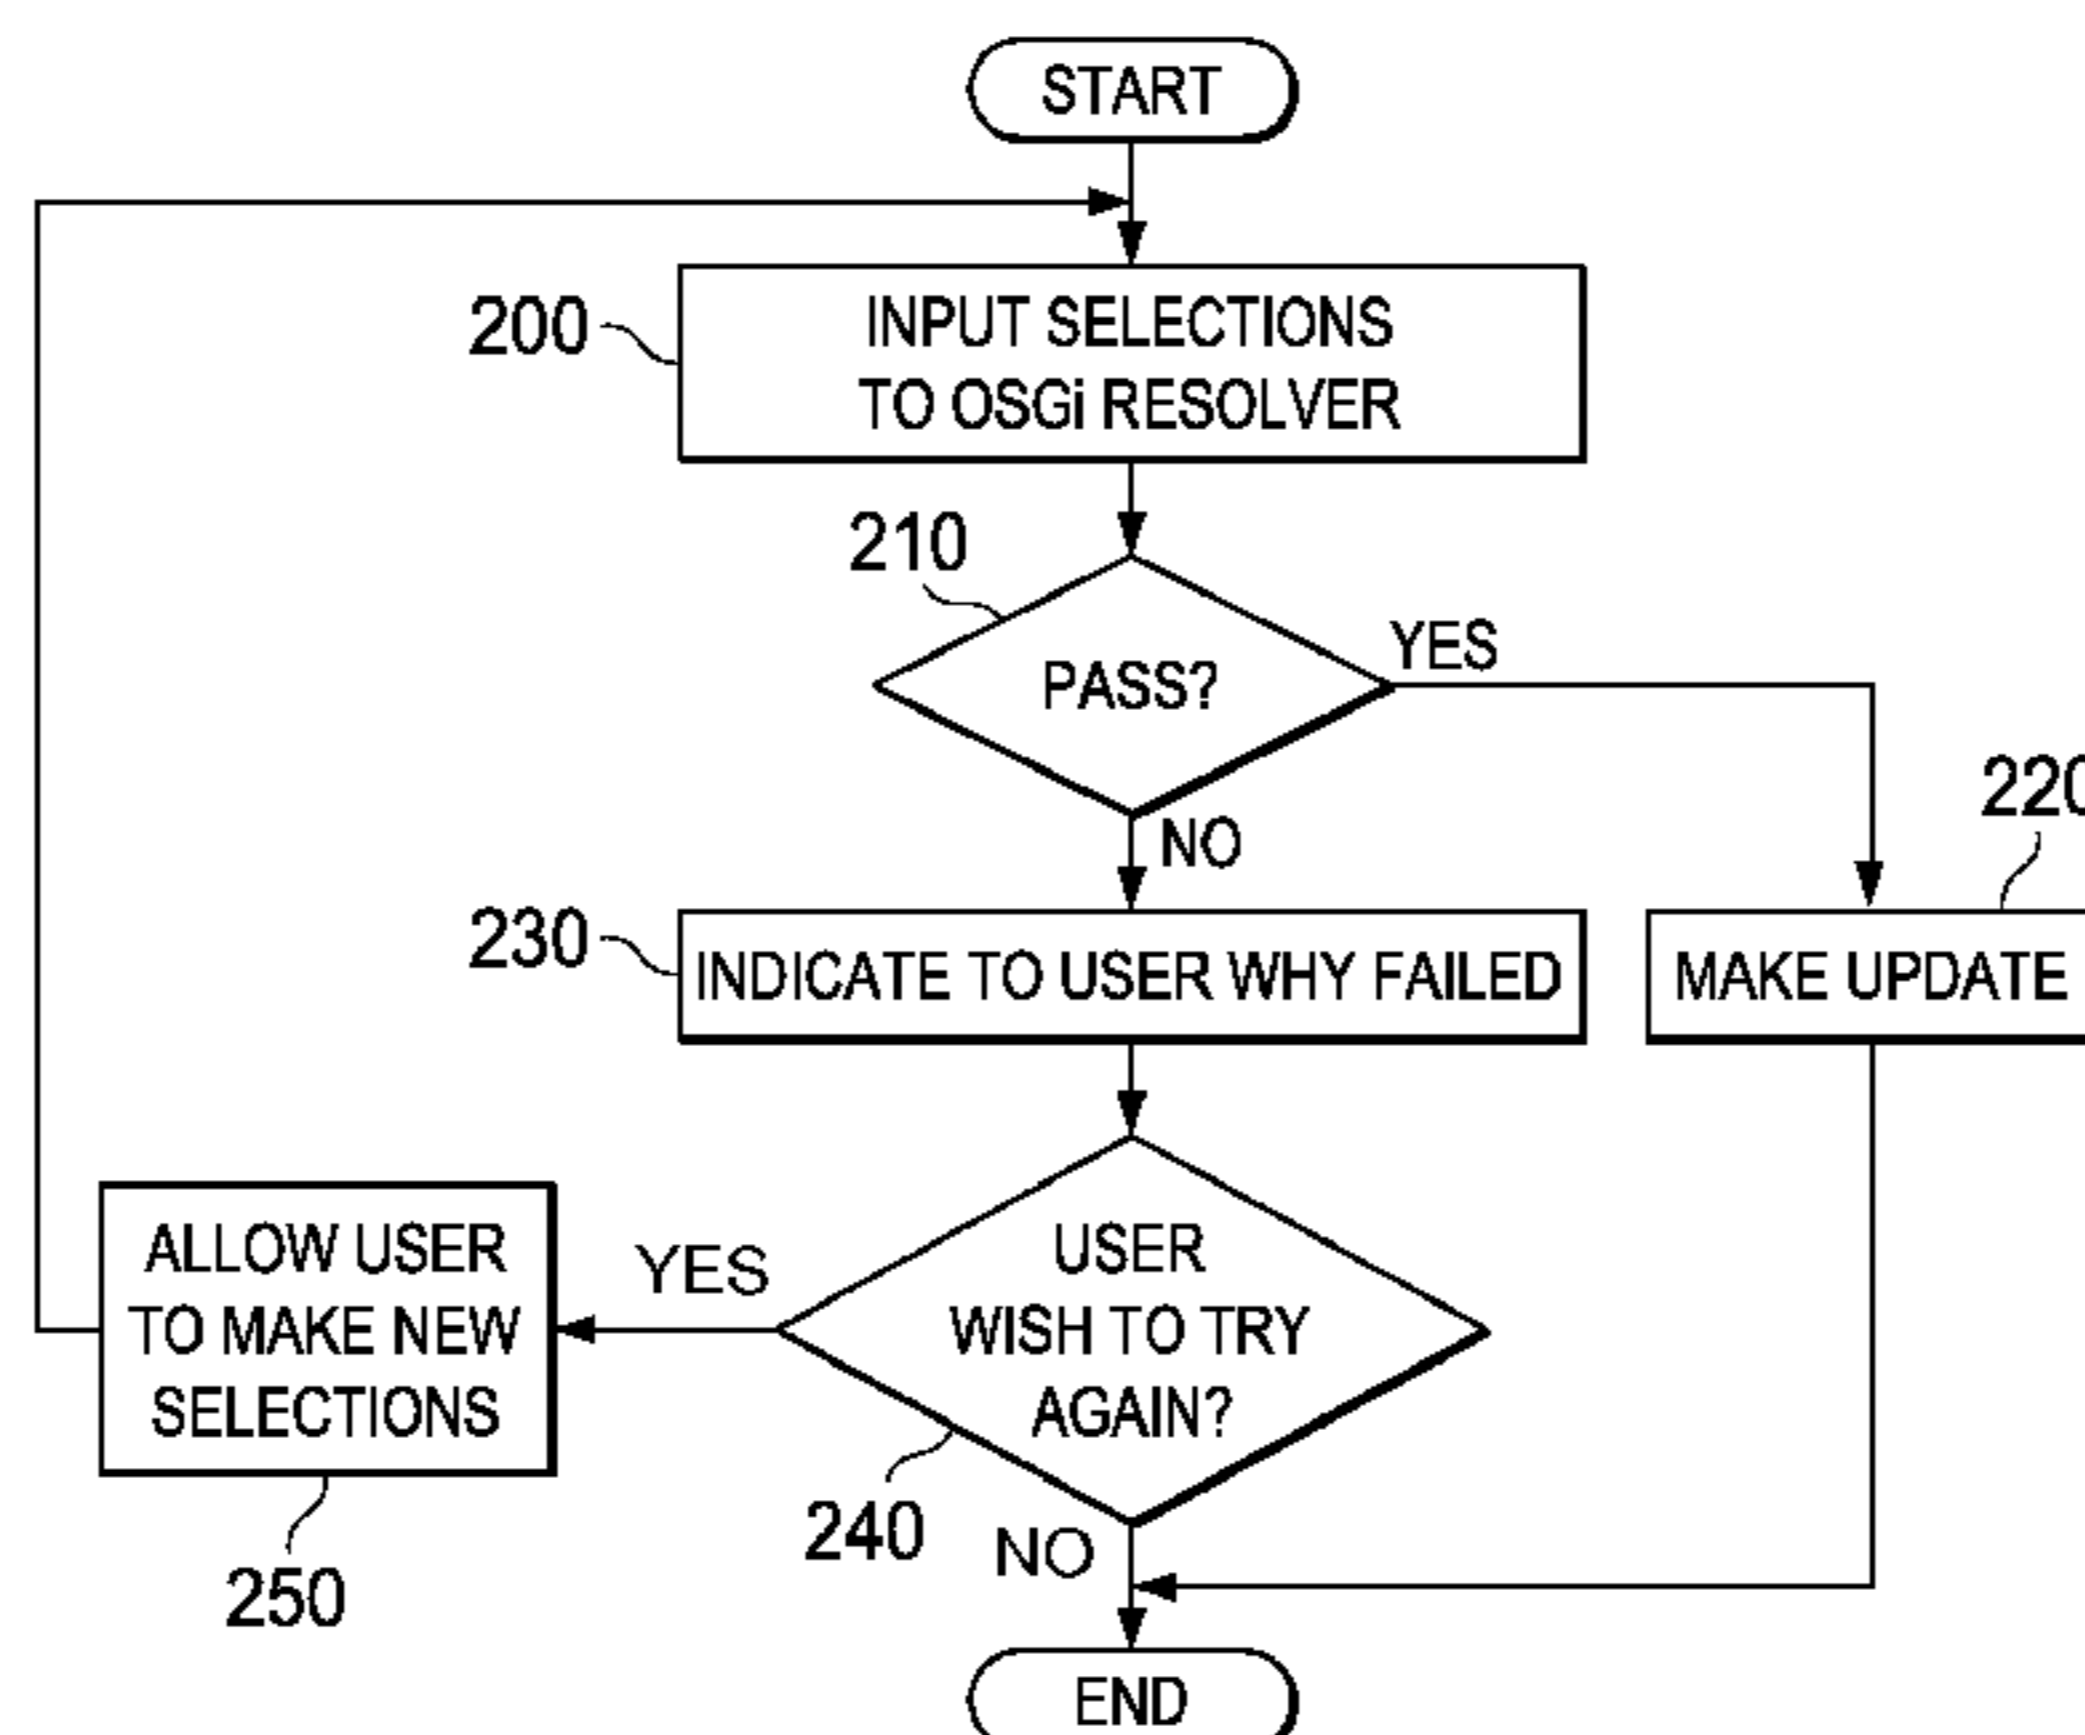 START
200
INPUT SELECTIONS
TO OSGi RESOLVER
210
PASS?
YES
NO
220
230
INDICATE TO USER WHY FAILED
MAKE UPDATE
ALLOW USER
TO MAKE NEW
SELECTIONS
YES
USER
WISH TO TRY
AGAIN?
240
NO
250
END